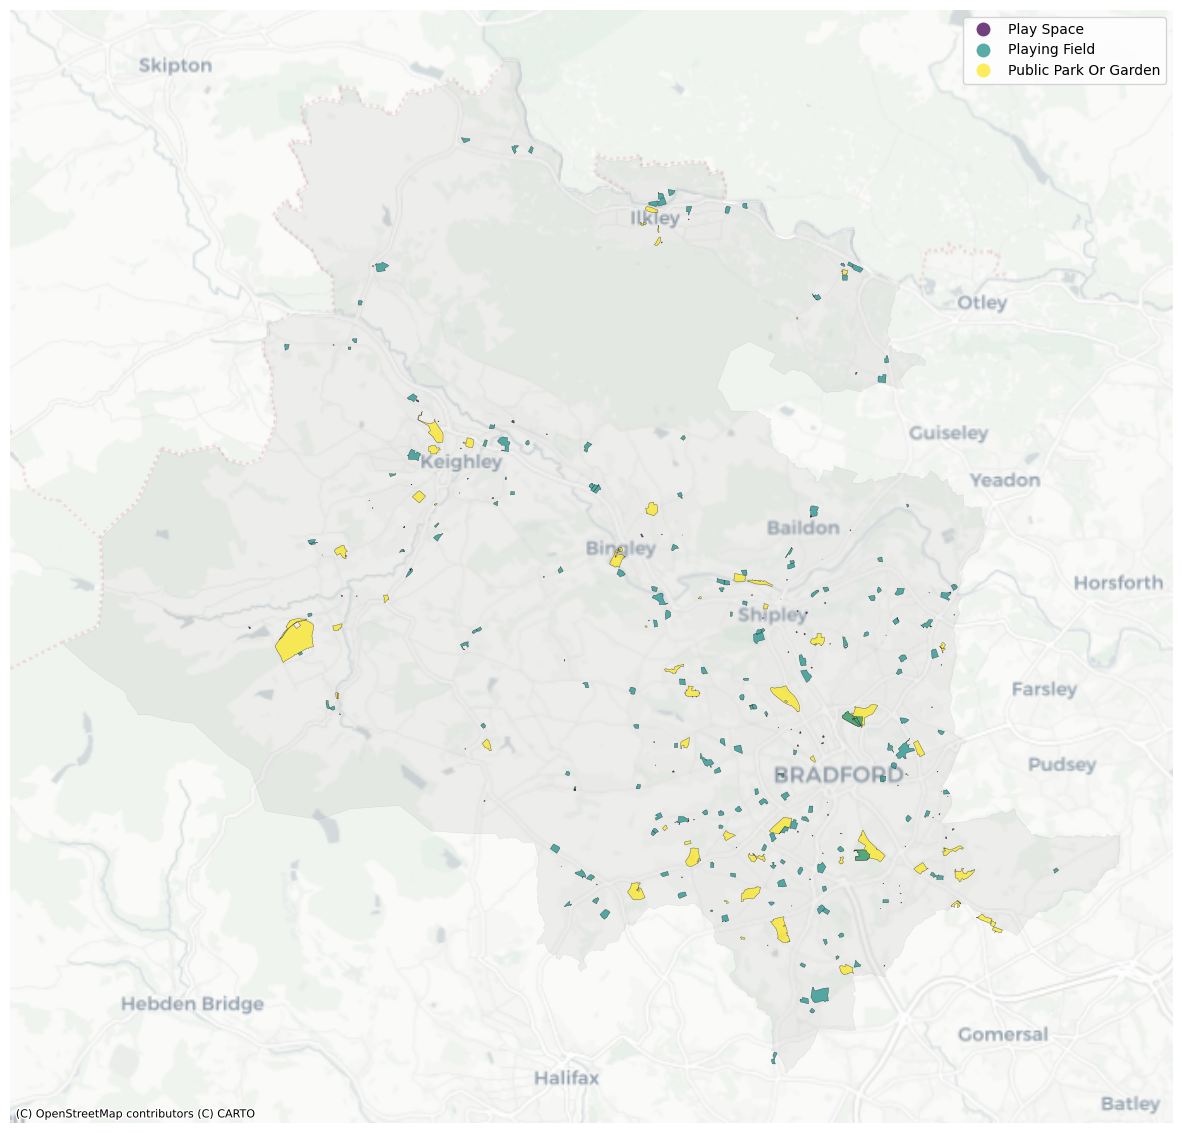 Play Space
Playing Field
Public Park Or Garden
Skipton
Ilkley
Otley
Guiseley
Keighley
Yeadon
Baildon
Bingley
Horsforth
Shipley
Farsley
Pudsey
BRADFORD
Hebden Bridge
Gomersal
Halifax
Batley
(C) OpenStreetMap contributors (C) CARTO